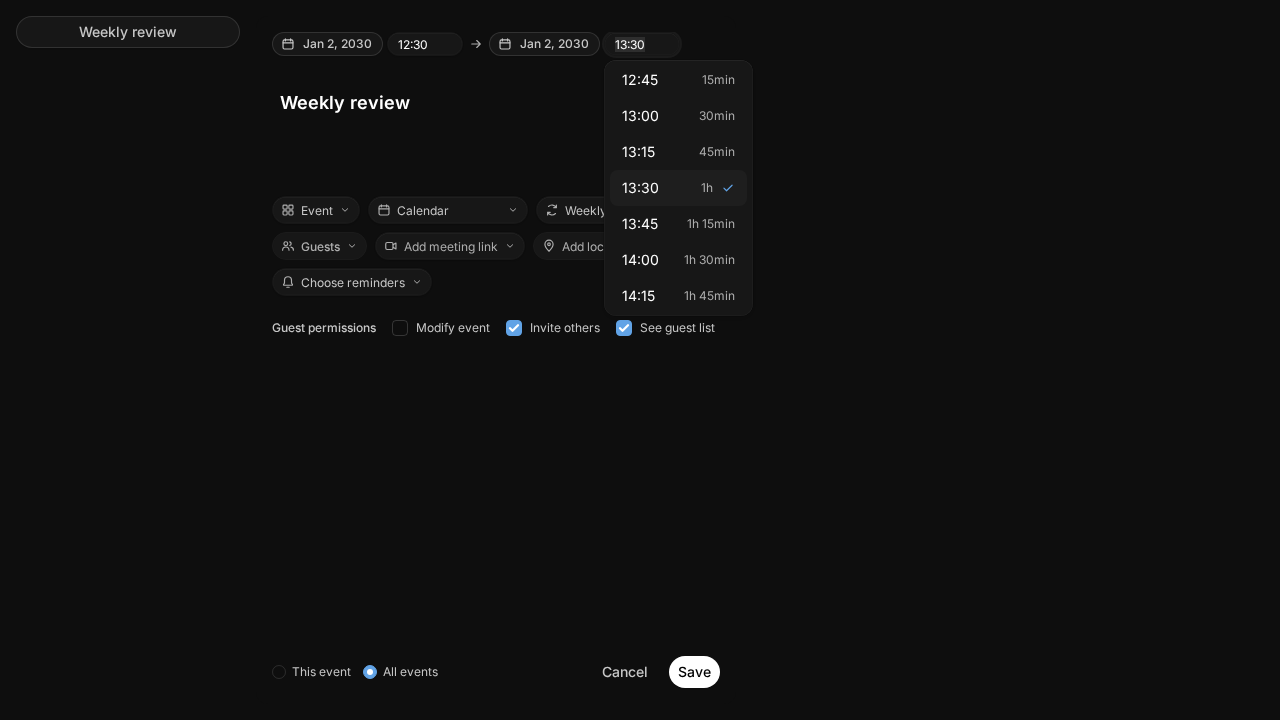 Weekly review
Jan 2, 2030 12:30 → Jan 2, 2030 13:30
12:45 15min
Weekly review
13:00 30min
13:15 45min
13:30 1h
13:45 1h 15min
14:00 1h 30min
14:15 1h 45min
Event Calendar Weekly
Guests Add meeting link Add loc
Choose reminders
Guest permissions Modify event Invite others See guest list
This event All events Cancel Save